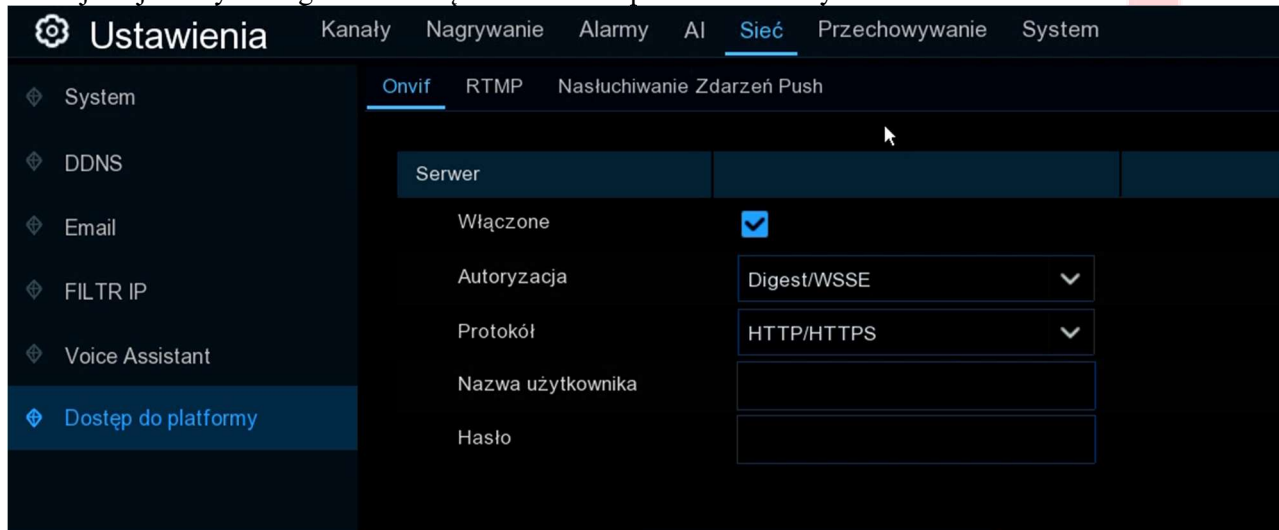 Ustawienia Kanały Nagrywanie Alarmy AI Sieć Przechowywanie System
Onvif RTMP Nasłuchiwanie Zdarzeń Push
System
DDNS
Email
FILTR IP
Voice Assistant
Dostęp do platformy
Serwer
Włączone
Autoryzacja Digest/WSSE
Protokół HTTP/HTTPS
Nazwa użytkownika
Hasło